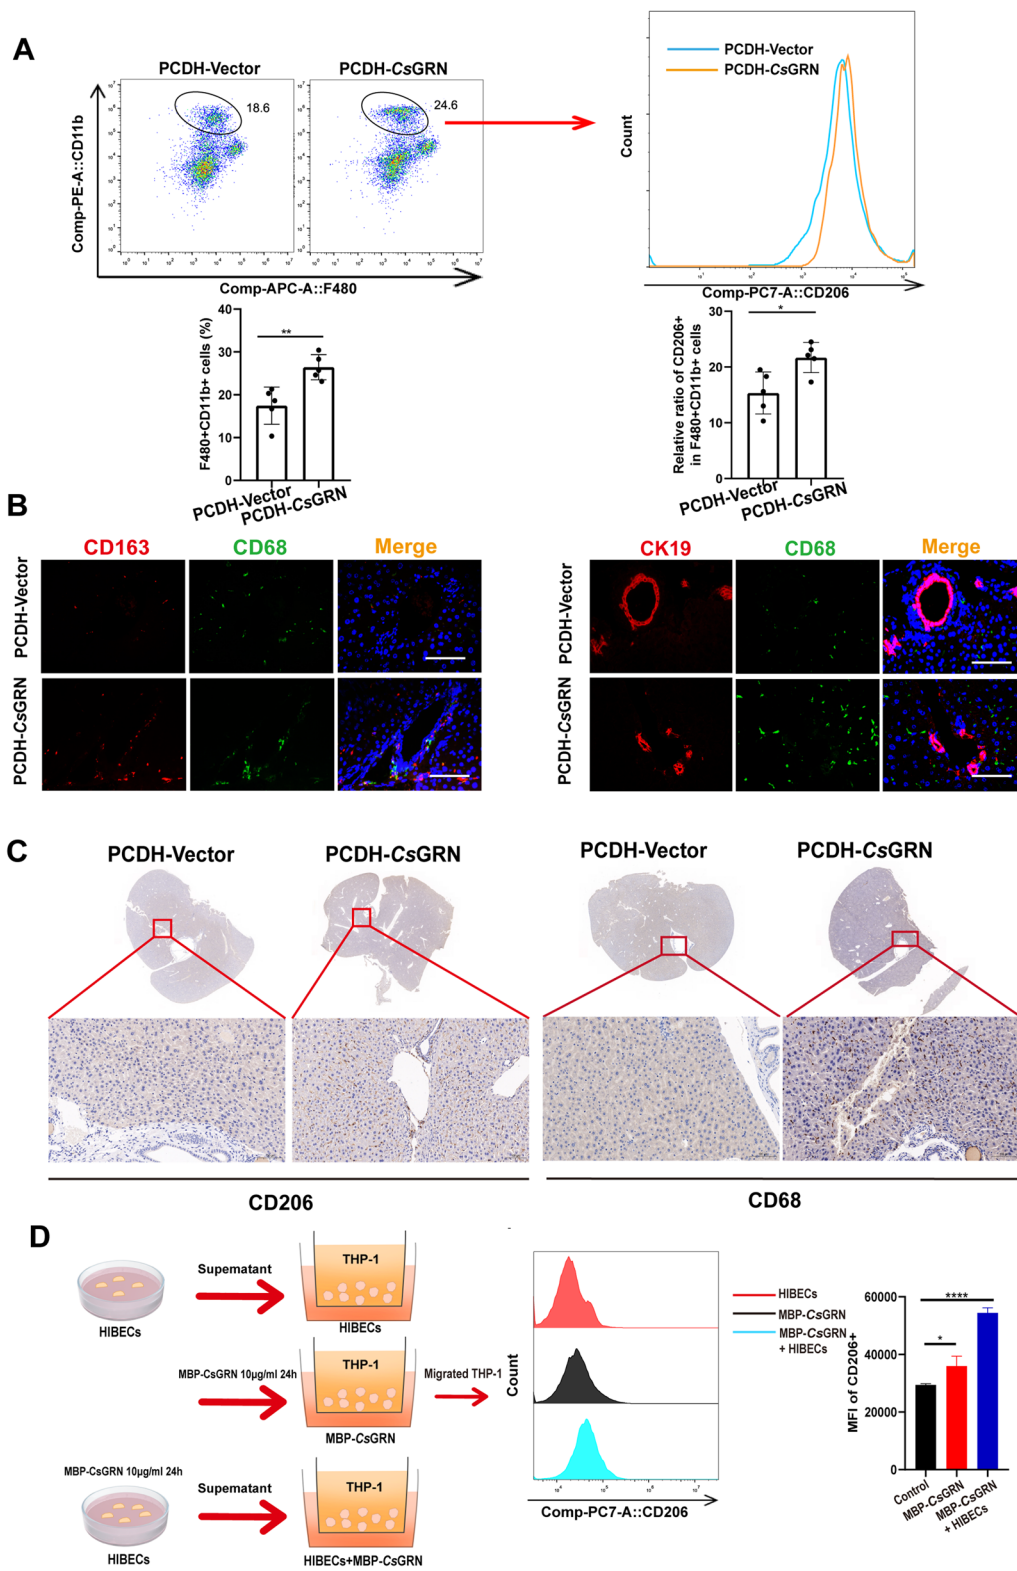 A
PCDH-Vector
PCDH-CsGRN
18.6
24.6
Comp-PE-A::CD11b
Comp-APC-A::F480
PCDH-Vector
PCDH-CsGRN
Count
Comp-PC7-A::CD206
F480+CD11b+ cells (%)
40
30
20
10
0
**
PCDH-Vector
PCDH-CsGRN
Relative ratio of CD206+
in F480+CD11b+ cells
30
20
10
0
*
PCDH-Vector
PCDH-CsGRN
B
CD163
CD68
Merge
PCDH-Vector
PCDH-CsGRN
CK19
CD68
Merge
PCDH-Vector
PCDH-CsGRN
C
PCDH-Vector
PCDH-CsGRN
PCDH-Vector
PCDH-CsGRN
CD206
CD68
D
HIBECs
Supematant
THP-1
HIBECs
MBP-CsGRN 10μg/ml 24h
THP-1
MBP-CsGRN
Migrated THP-1
MBP-CsGRN 10μg/ml 24h
HIBECs
Supematant
THP-1
HIBECs+MBP-CsGRN
Count
Comp-PC7-A::CD206
HIBECs
MBP-CsGRN
MBP-CsGRN
+ HIBECs
MFI of CD206+
60000
40000
20000
0
****
*
Control
MBP-CsGRN
MBP-CsGRN
+ HIBECs